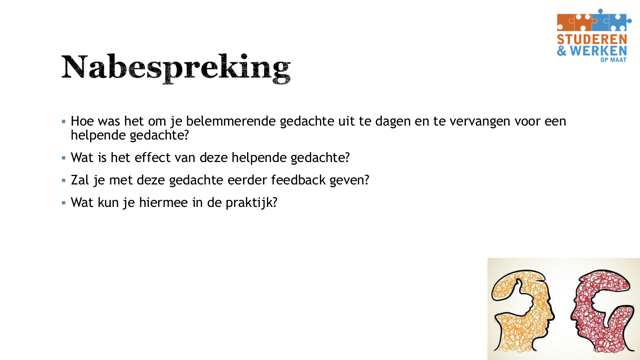 STUDEREN
& WERKEN
OP MAAT
Nabespreking
Hoe was het om je belemmerende gedachte uit te dagen en te vervangen voor een
helpende gedachte?
Wat is het effect van deze helpende gedachte?
Zal je met deze gedachte eerder feedback geven?
Wat kun je hiermee in de praktijk?